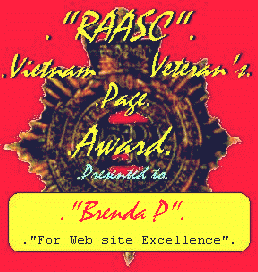 ."RAASC".
.Vietnam Veteran's.
Page.
.Award.
.Presented to.
."Brenda P".
."For Web site Excellence".